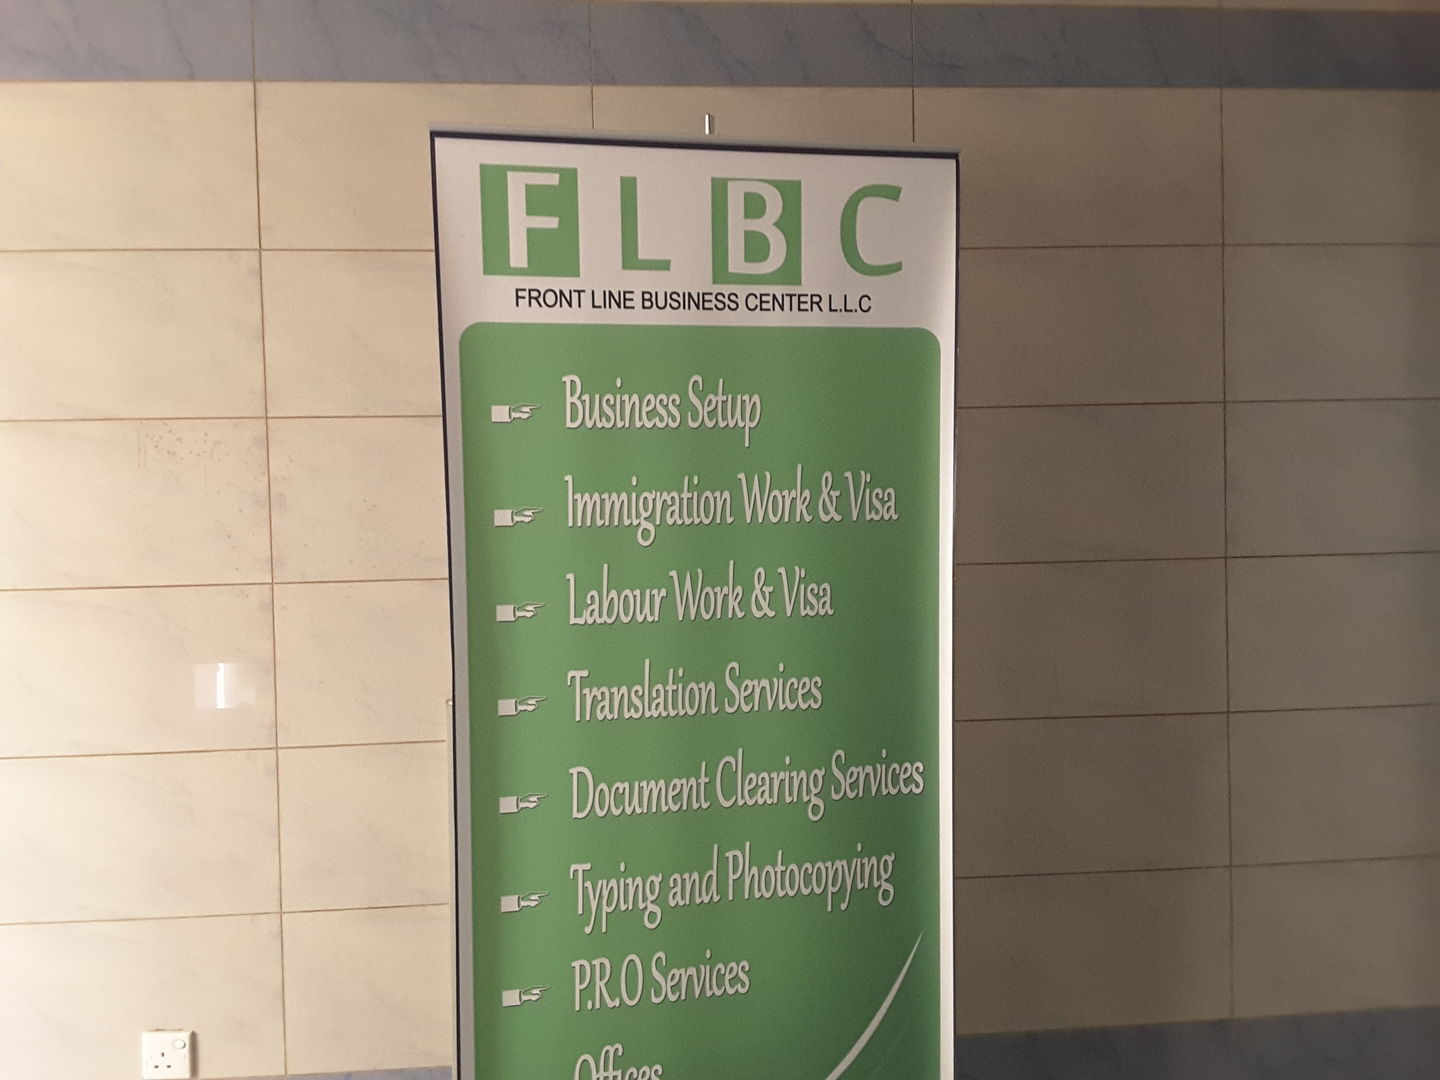 F L B C
FRONT LINE BUSINESS CENTER L.L.C
Business Setup
Immigration Work & Visa
Labour Work & Visa
Translation Services
Document Clearing Services
Typing and Photocopying
P.R.O Services
Offices